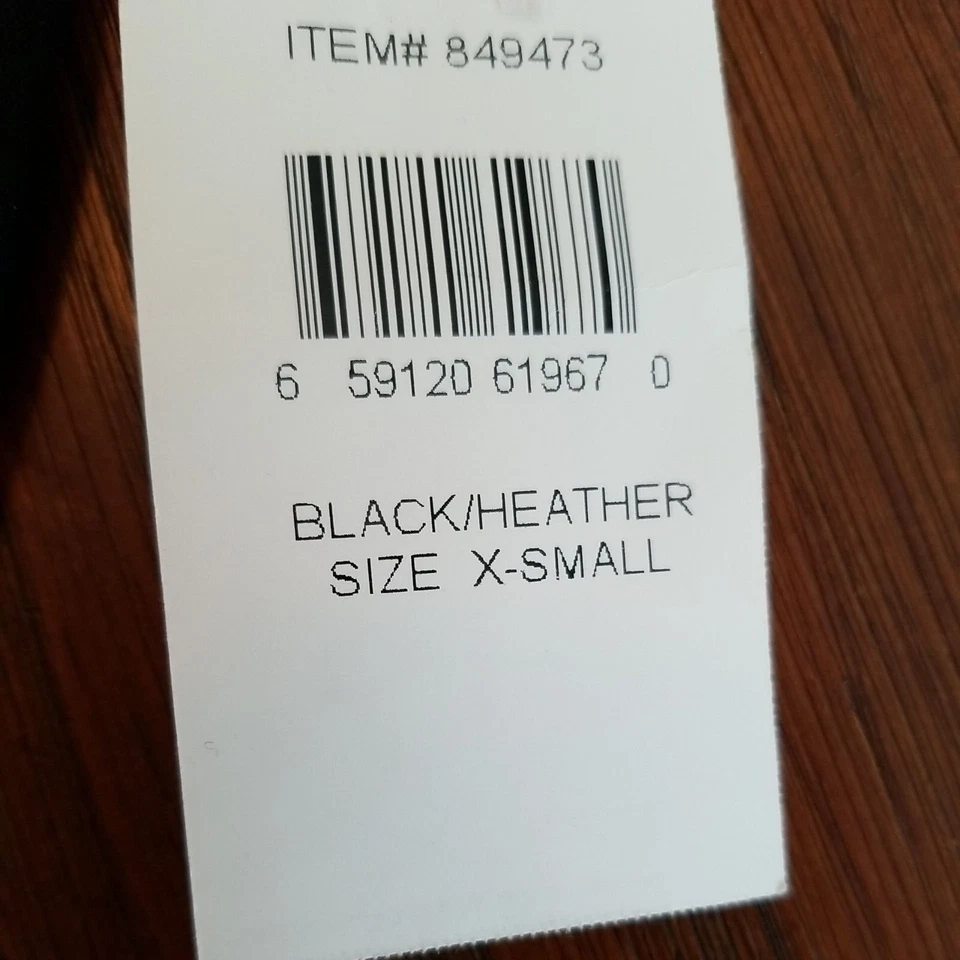 ITEM# 849473
6 59120 61967 0
BLACK/HEATHER
SIZE X-SMALL